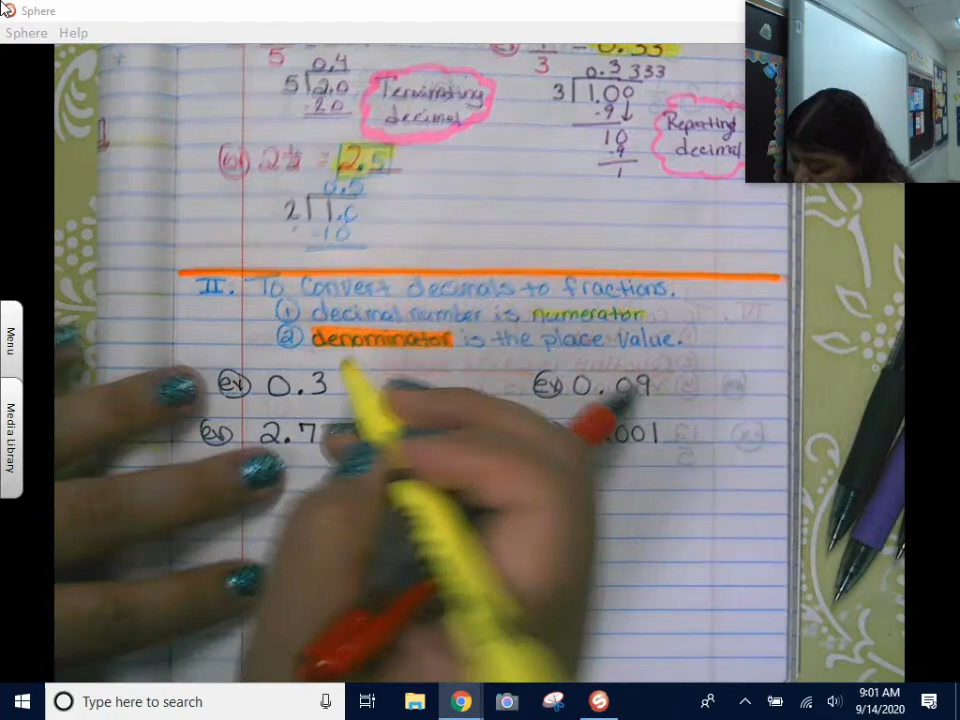 Sphere
Sphere Help
5 0.4
5 2.0
-20
Terminating
decimal
3 = 0.33
0.3 333
3 1.00
-9
10
-9
1
Repeating
decimal
2 1/2 = 2.5
2 1.0
-10
II. To Convert decimals to fractions.
① decimal number is numerator
② denominator is the place value.
ex 0.3
ex 0.09
ex 2.7
.001
Menu
Media Library
Type here to search
9:01 AM
9/14/2020